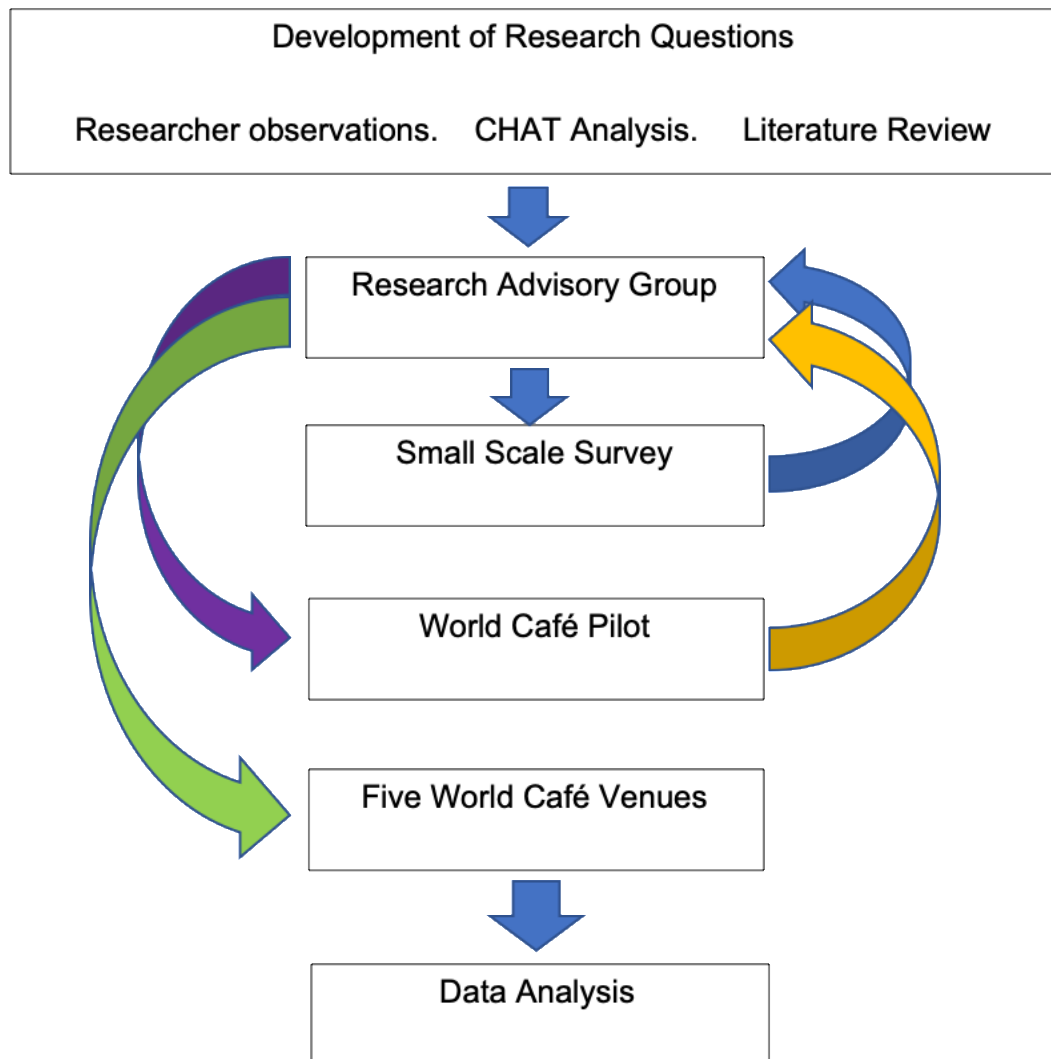 Development of Research Questions
Researcher observations. CHAT Analysis. Literature Review
Research Advisory Group
Small Scale Survey
World Café Pilot
Five World Café Venues
Data Analysis